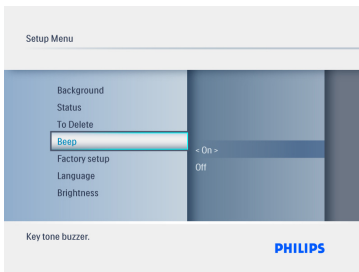 Setup Menu
Background
Status
To Delete
Beep
Factory setup
Language
Brightness
< On >
Off
Key tone buzzer.
PHILIPS